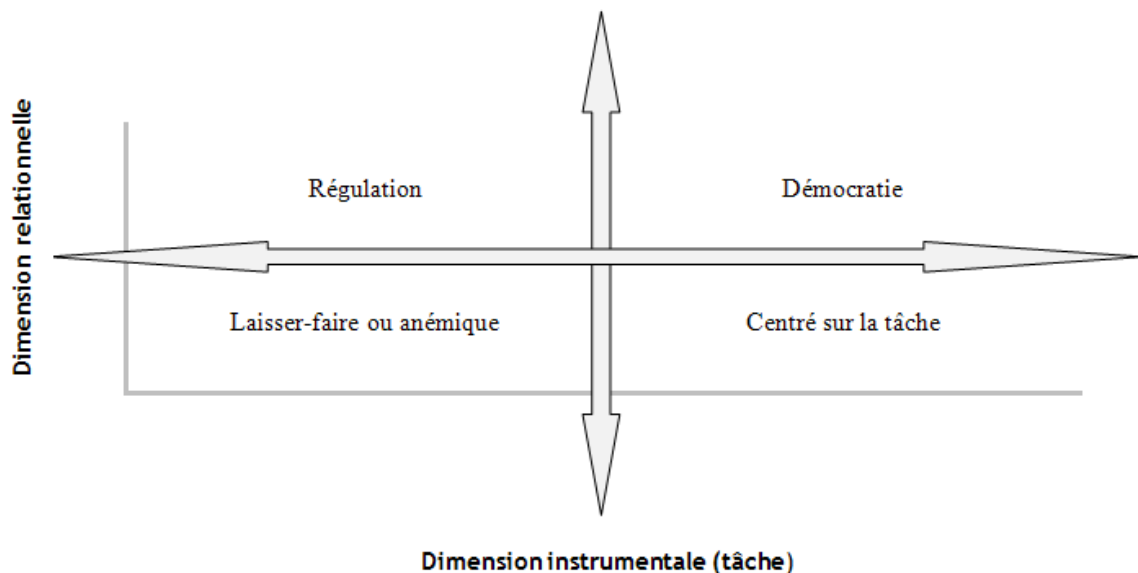 Dimension relationnelle
Régulation
Démocratie
Laisser-faire ou anémique
Centré sur la tâche
Dimension instrumentale (tâche)